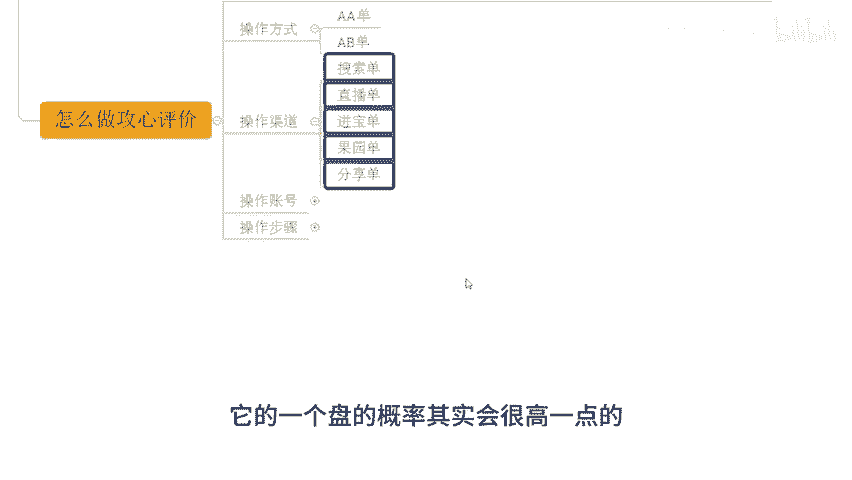 AA单
操作方式
AB单
搜索单
直播单
怎么做攻心评价
操作渠道
进宝单
果园单
分享单
操作账号
操作步骤
它的一个盘的概率其实会很高一点的